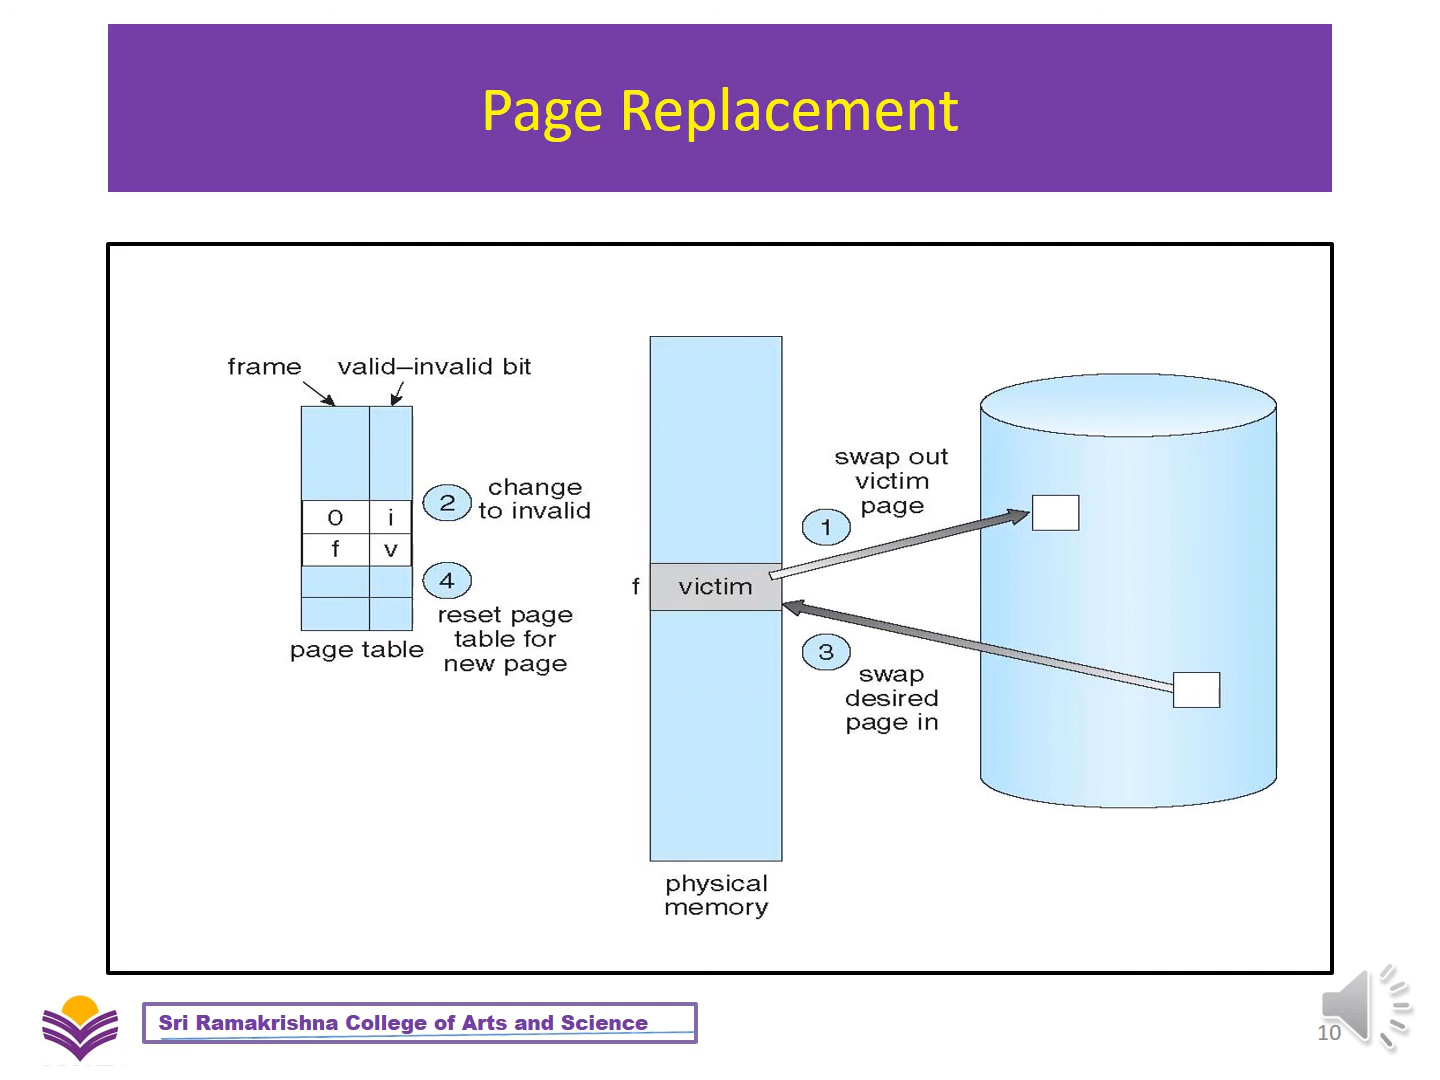 Page Replacement
frame
valid–invalid bit
0 i
f v
2
change
to invalid
4
reset page
table for
new page
page table
f
victim
physical
memory
1
swap out
victim
page
3
swap
desired
page in
Sri Ramakrishna College of Arts and Science
10